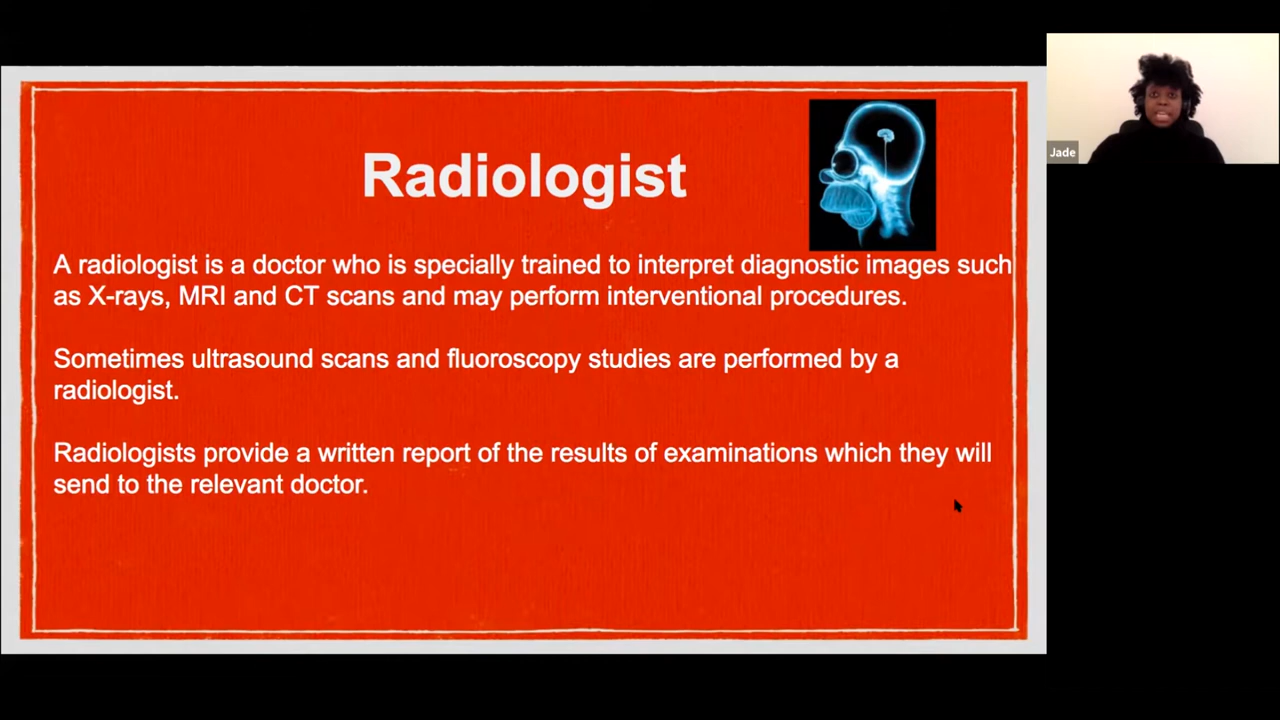 Radiologist
A radiologist is a doctor who is specially trained to interpret diagnostic images such
as X-rays, MRI and CT scans and may perform interventional procedures.
Sometimes ultrasound scans and fluoroscopy studies are performed by a
radiologist.
Radiologists provide a written report of the results of examinations which they will
send to the relevant doctor.
Jade